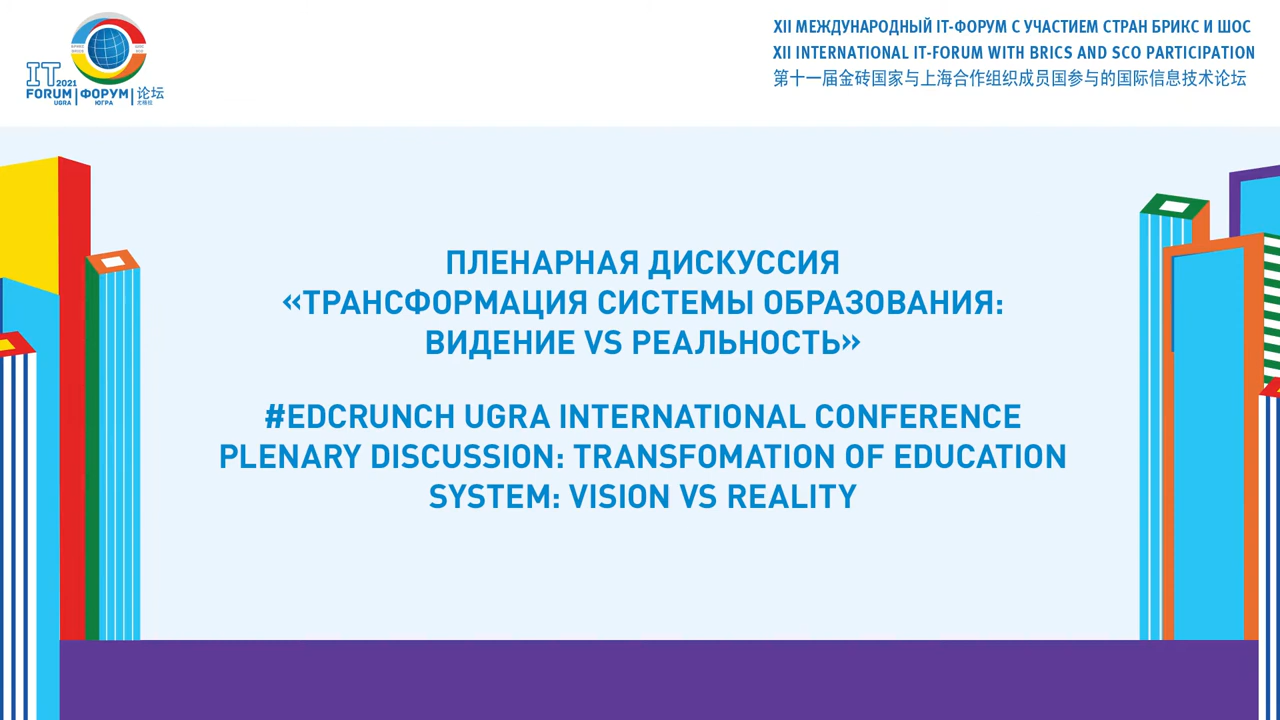 IT
2021
FORUM
UGRA
ФОРУМ
ЮГРА
论坛
XII МЕЖДУНАРОДНЫЙ IT-ФОРУМ С УЧАСТИЕМ СТРАН БРИКС И ШОС
XII INTERNATIONAL IT-FORUM WITH BRICS AND SCO PARTICIPATION
第十一届金砖国家与上海合作组织成员国参与的国际信息技术论坛
ПЛЕНАРНАЯ ДИСКУССИЯ
«ТРАНСФОРМАЦИЯ СИСТЕМЫ ОБРАЗОВАНИЯ:
ВИДЕНИЕ VS РЕАЛЬНОСТЬ»
#EDCRUNCH UGRA INTERNATIONAL CONFERENCE
PLENARY DISCUSSION: TRANSFOMATION OF EDUCATION
SYSTEM: VISION VS REALITY